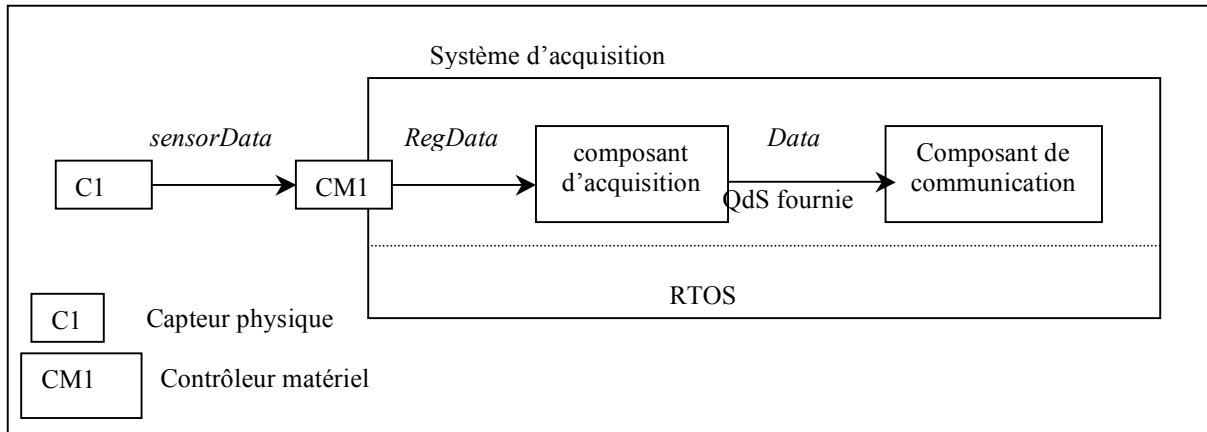 Système d'acquisition
sensorData
RegData
Data
C1
CM1
composant
d'acquisition
QdS fournie
Composant de
communication
RTOS
C1
Capteur physique
CM1
Contrôleur matériel